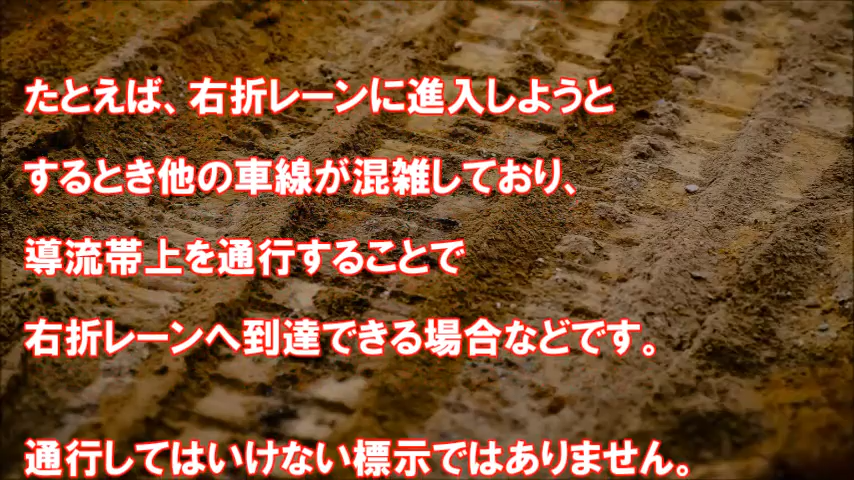 たとえば、右折レーンに進入しようと
するとき他の車線が混雑しており、
導流帯上を通行することで
右折レーンへ到達できる場合などです。
通行してはいけない標示ではありません。